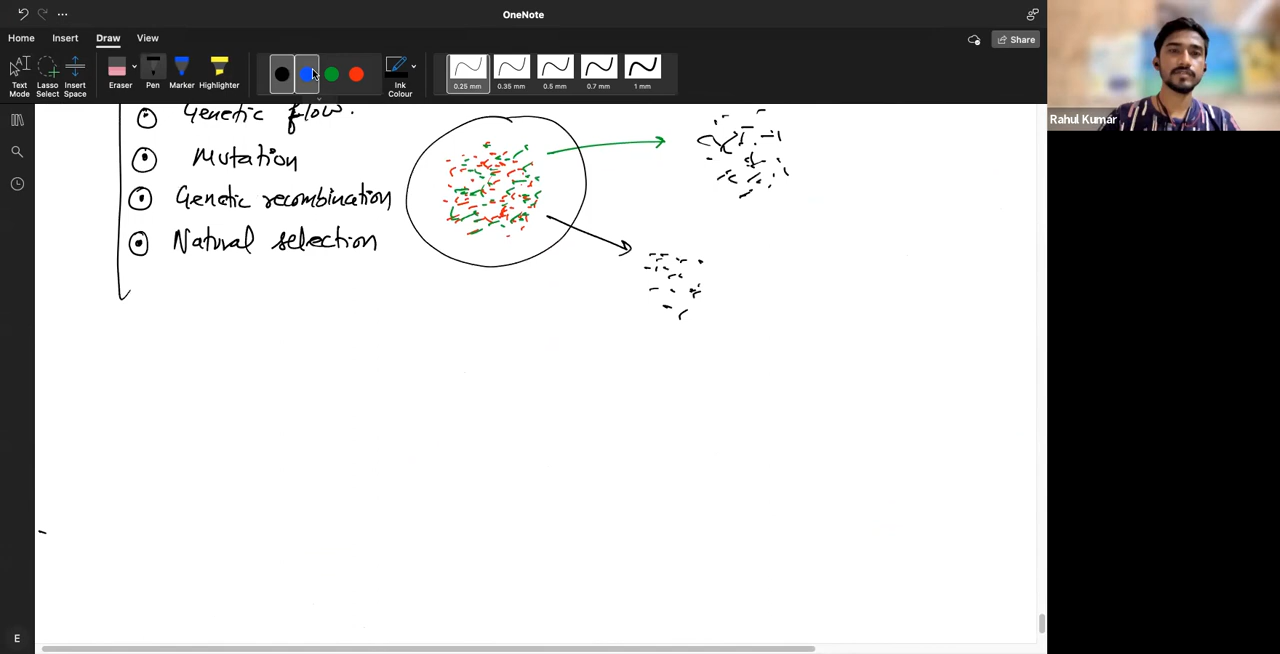 OneNote
Home Insert Draw View
Share
Text Mode
Lasso Select
Insert Space
Eraser
Pen
Marker
Highlighter
Ink Colour
0.25 mm
0.35 mm
0.5 mm
0.7 mm
1 mm
Rahul Kumar
Genetic flow.
Mutation
Genetic recombination
Natural selection
E